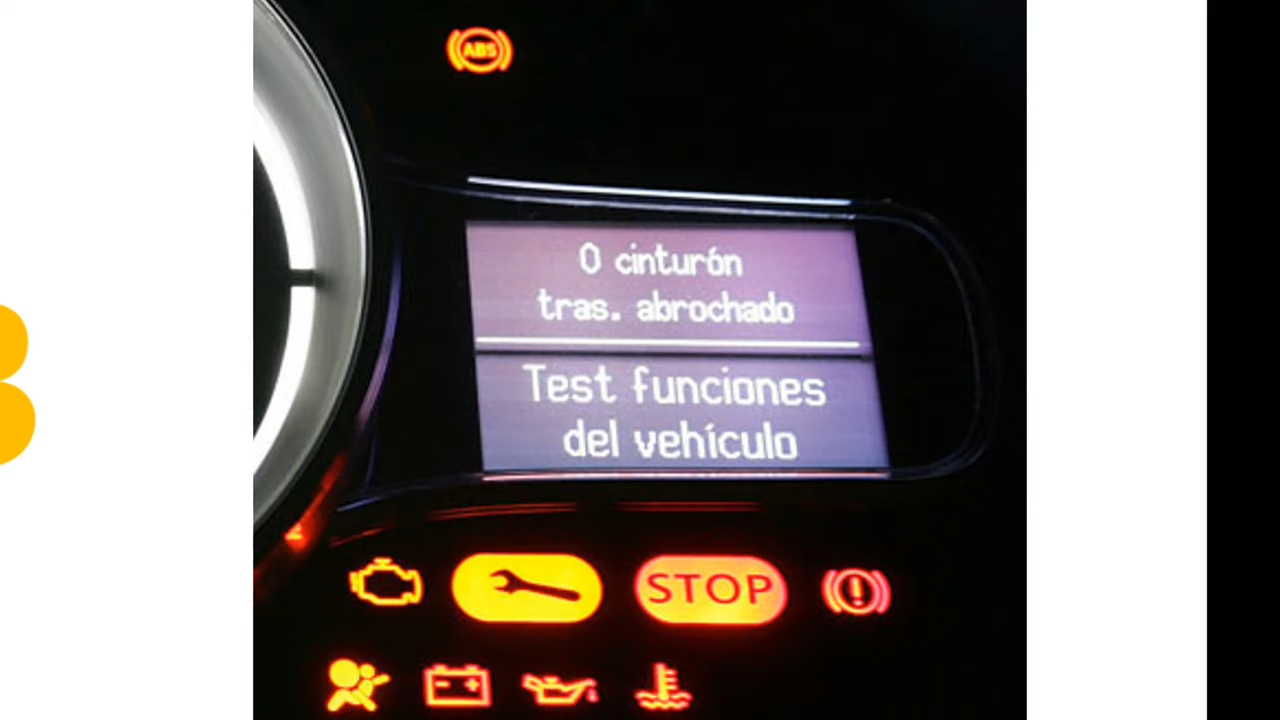 ABS
0 cinturón
tras. abrochado
Test funciones
del vehículo
STOP